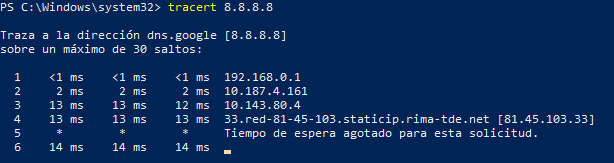 PS C:\Windows\system32> tracert 8.8.8.8
Traza a la dirección dns.google [8.8.8.8]
sobre un máximo de 30 saltos:
1 <1 ms <1 ms <1 ms 192.168.0.1
2 2 ms 2 ms 2 ms 10.187.4.161
3 13 ms 13 ms 12 ms 10.143.80.4
4 13 ms 13 ms 13 ms 33.red-81-45-103.staticip.rima-tde.net [81.45.103.33]
5 * * * Tiempo de espera agotado para esta solicitud.
6 14 ms 14 ms 14 ms